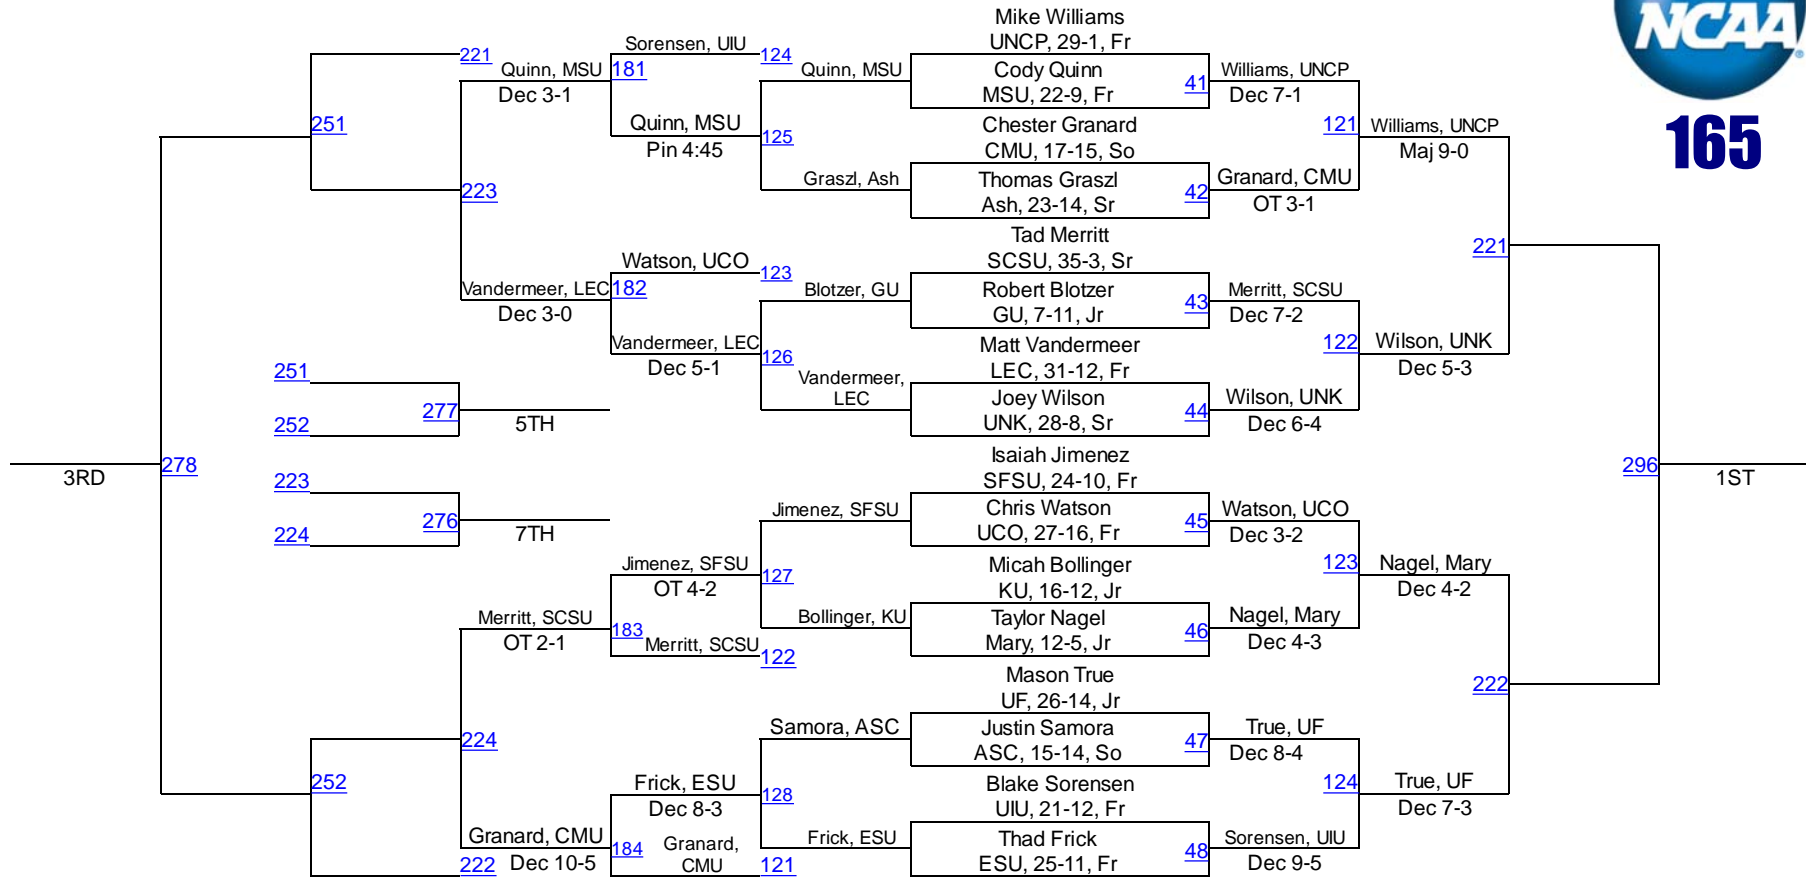 Mike Williams
UNCP, 29-1, Fr
NCAA
®
Sorensen, UIU
221
124
Quinn, MSU
181
Quinn, MSU
Cody Quinn
Williams, UNCP
Dec 3-1
MSU, 22-9, Fr
41
Dec 7-1
251
Quinn, MSU
Chester Granard
121
Williams, UNCP
165
Pin 4:45
125
CMU, 17-15, So
Maj 9-0
223
Graszl, Ash
Thomas Graszl
42
Granard, CMU
Ash, 23-14, Sr
OT 3-1
Tad Merritt
221
Watson, UCO
123
SCSU, 35-3, Sr
Vandermeer, LEC
182
Blotzer, GU
Robert Blotzer
43
Merritt, SCSU
Dec 3-0
GU, 7-11, Jr
Dec 7-2
Vandermeer, LEC
126
Matt Vandermeer
122
Wilson, UNK
Dec 5-1
LEC, 31-12, Fr
Dec 5-3
251
Vandermeer,
LEC
Joey Wilson
44
Wilson, UNK
252
277
5TH
UNK, 28-8, Sr
Dec 6-4
Isaiah Jimenez
3RD
278
223
SFSU, 24-10, Fr
296
1ST
Jimenez, SFSU
Chris Watson
45
Watson, UCO
224
276
7TH
UCO, 27-16, Fr
Dec 3-2
Jimenez, SFSU
127
Micah Bollinger
123
Nagel, Mary
OT 4-2
KU, 16-12, Jr
Dec 4-2
Merritt, SCSU
183
Bollinger, KU
Taylor Nagel
46
Nagel, Mary
OT 2-1
Merritt, SCSU
122
Mary, 12-5, Jr
Dec 4-3
Mason True
222
UF, 26-14, Jr
224
Samora, ASC
Justin Samora
47
True, UF
ASC, 15-14, So
Dec 8-4
252
Frick, ESU
128
Blake Sorensen
124
True, UF
Dec 8-3
UIU, 21-12, Fr
Dec 7-3
Granard, CMU
184
Granard,
CMU
Frick, ESU
Thad Frick
48
Sorensen, UIU
222
Dec 10-5
121
ESU, 25-11, Fr
Dec 9-5